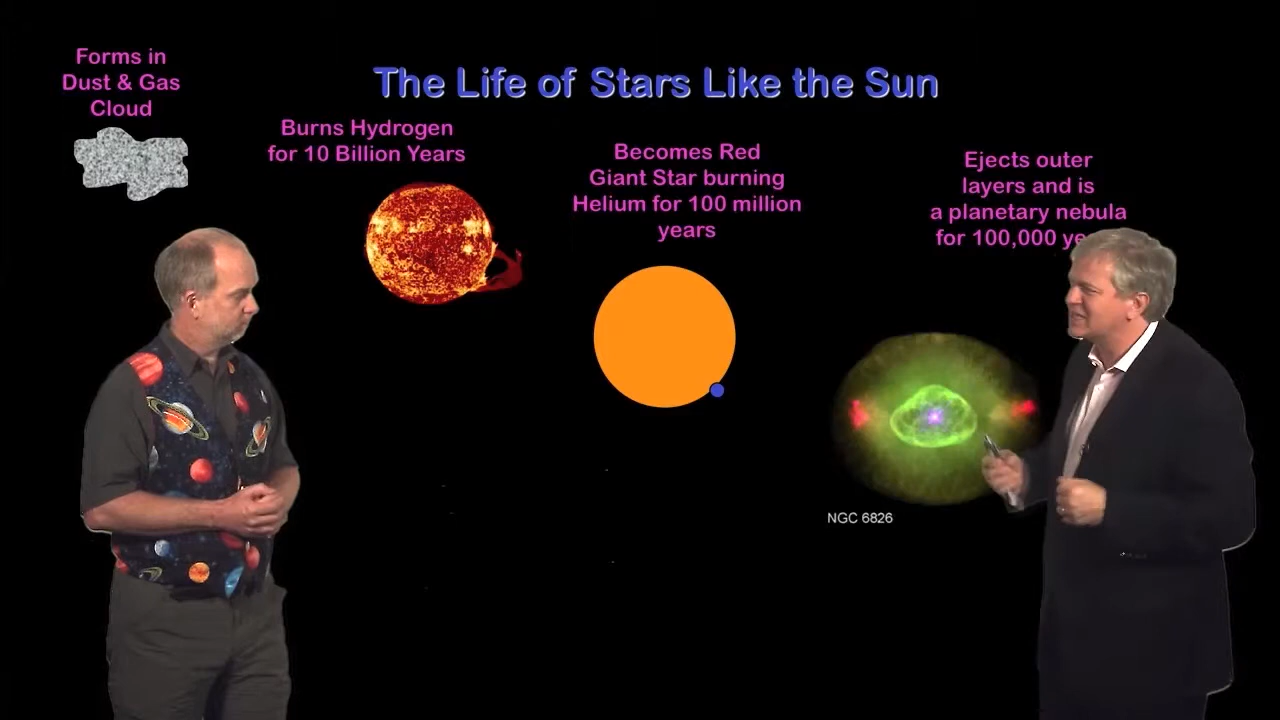 Forms in
Dust & Gas
Cloud
The Life of Stars Like the Sun
Burns Hydrogen
for 10 Billion Years
Becomes Red
Giant Star burning
Helium for 100 million
years
Ejects outer
layers and is
a planetary nebula
for 100,000
NGC 6826